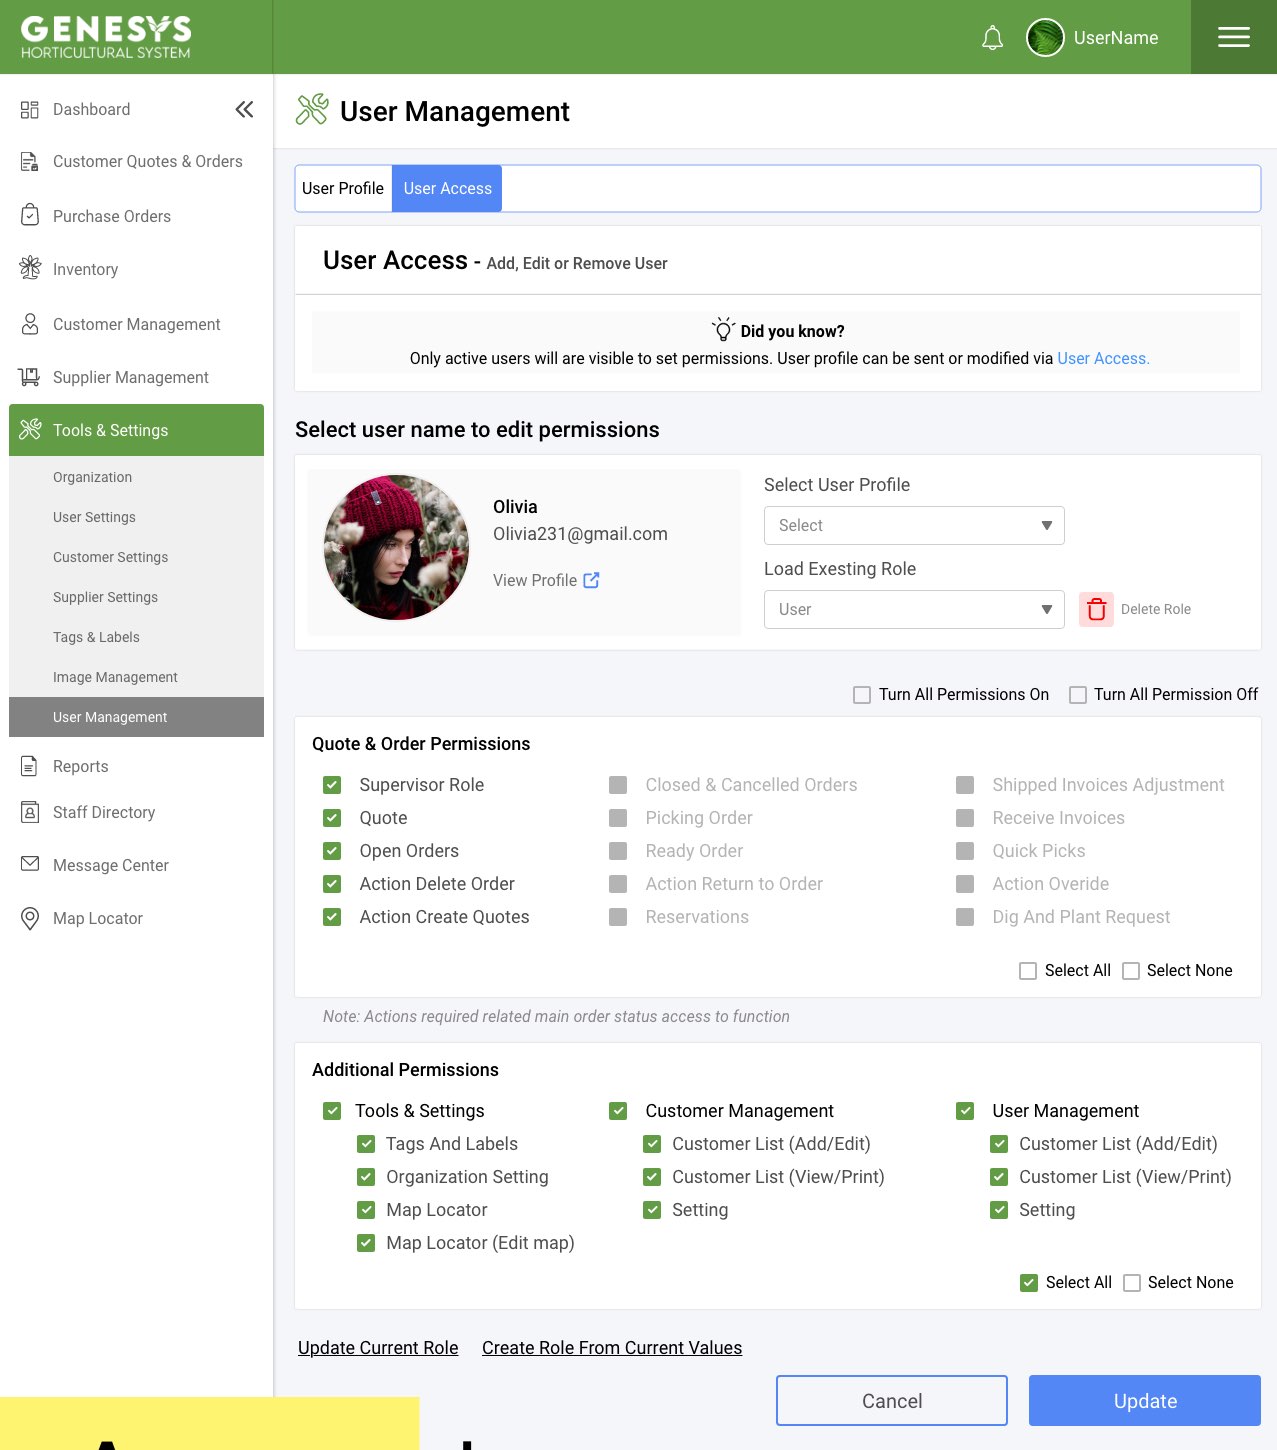 GENESYS
HORTICULTURAL SYSTEM
UserName
Dashboard
Customer Quotes & Orders
Purchase Orders
Inventory
Customer Management
Supplier Management
Tools & Settings
Organization
User Settings
Customer Settings
Supplier Settings
Tags & Labels
Image Management
User Management
Reports
Staff Directory
Message Center
Map Locator
User Management
User Profile User Access
User Access - Add, Edit or Remove User
Did you know?
Only active users will are visible to set permissions. User profile can be sent or modified via User Access.
Select user name to edit permissions
Olivia
Olivia231@gmail.com
View Profile
Select User Profile
Select
Load Exesting Role
User
Delete Role
Turn All Permissions On Turn All Permission Off
Quote & Order Permissions
Supervisor Role Closed & Cancelled Orders Shipped Invoices Adjustment
Quote Picking Order Receive Invoices
Open Orders Ready Order Quick Picks
Action Delete Order Action Return to Order Action Overide
Action Create Quotes Reservations Dig And Plant Request
Select All Select None
Note: Actions required related main order status access to function
Additional Permissions
Tools & Settings Customer Management User Management
Tags And Labels Customer List (Add/Edit) Customer List (Add/Edit)
Organization Setting Customer List (View/Print) Customer List (View/Print)
Map Locator Setting Setting
Map Locator (Edit map)
Select All Select None
Update Current Role Create Role From Current Values
Cancel Update